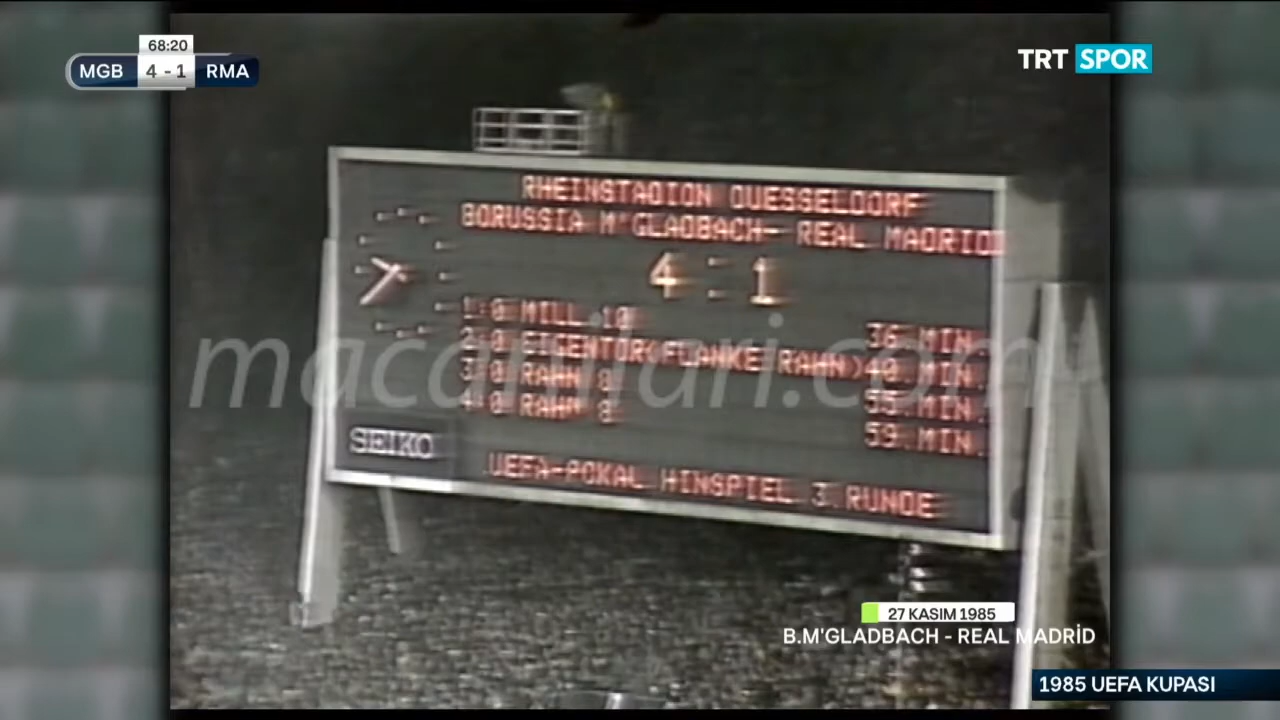 68:20
MGB 4 - 1 RMA
TRT SPOR
RHEINSTADION DUESSELDORF
BORUSSIA M'GLADBACH- REAL MADRID
4 : 1
1:0 MILL 10 36 MIN.
2:0 EIGENTOR(FLANKE RAHN) 40 MIN.
3:0 RAHN 8 55 MIN.
4:0 RAHN 8 59 MIN.
macanilari.com
SEIKO
UEFA-POKAL HINSPIEL 3.RUNDE
27 KASIM 1985
B.M'GLADBACH - REAL MADRİD
1985 UEFA KUPASI